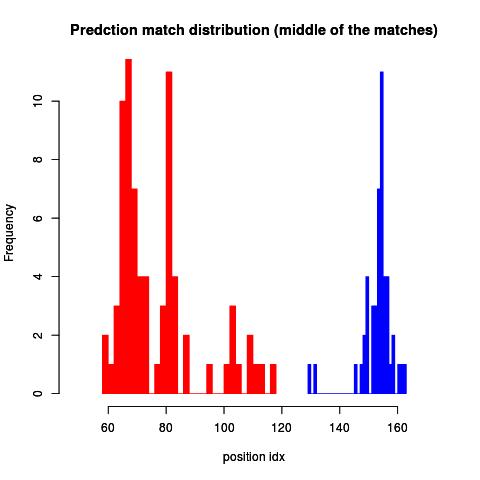 Predction match distribution (middle of the matches)
Frequency
10
8
6
4
2
0
60 80 100 120 140 160
position idx